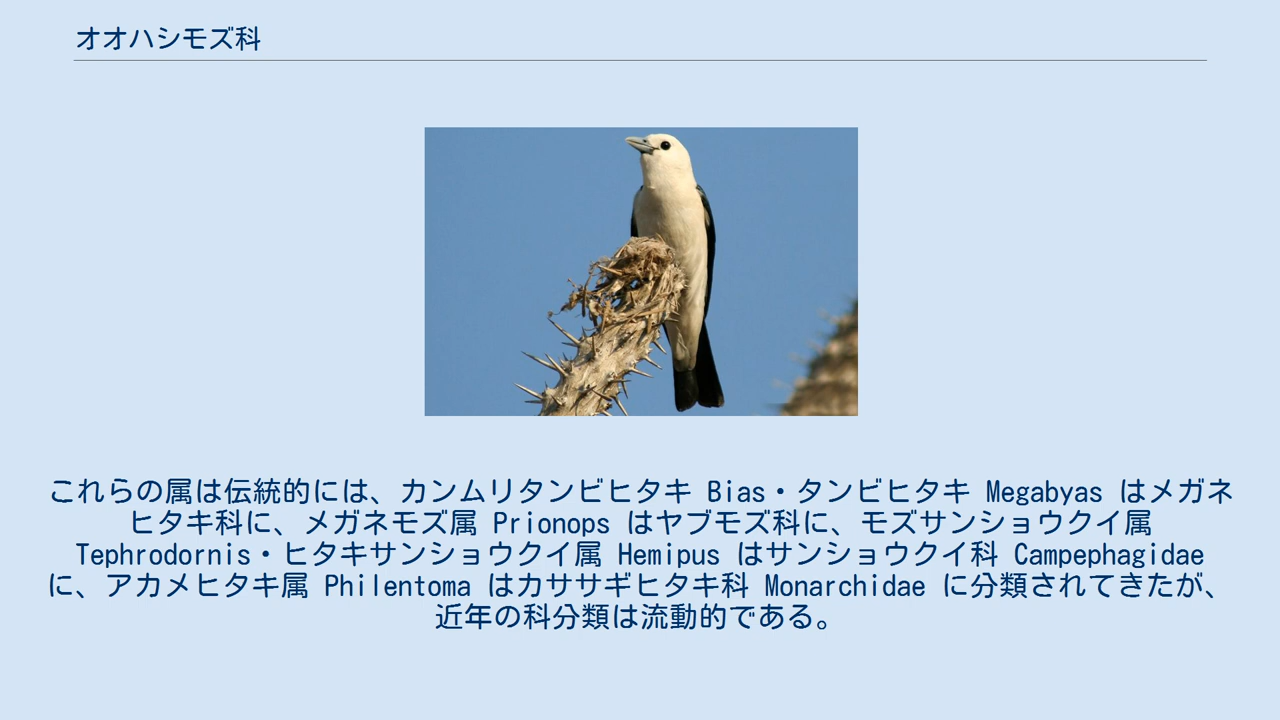 オオハシモズ科
これらの属は伝統的には、カンムリタンビヒタキ Bias・タンビヒタキ Megabyas はメガネ
ヒタキ科に、メガネモズ属 Prionops はヤブモズ科に、モズサンショウクイ属
Tephrodornis・ヒタキサンショウクイ属 Hemipus はサンショウクイ科 Campephagidae
に、アカメヒタキ属 Philentoma はカササギヒタキ科 Monarchidae に分類されてきたが、
近年の科分類は流動的である。